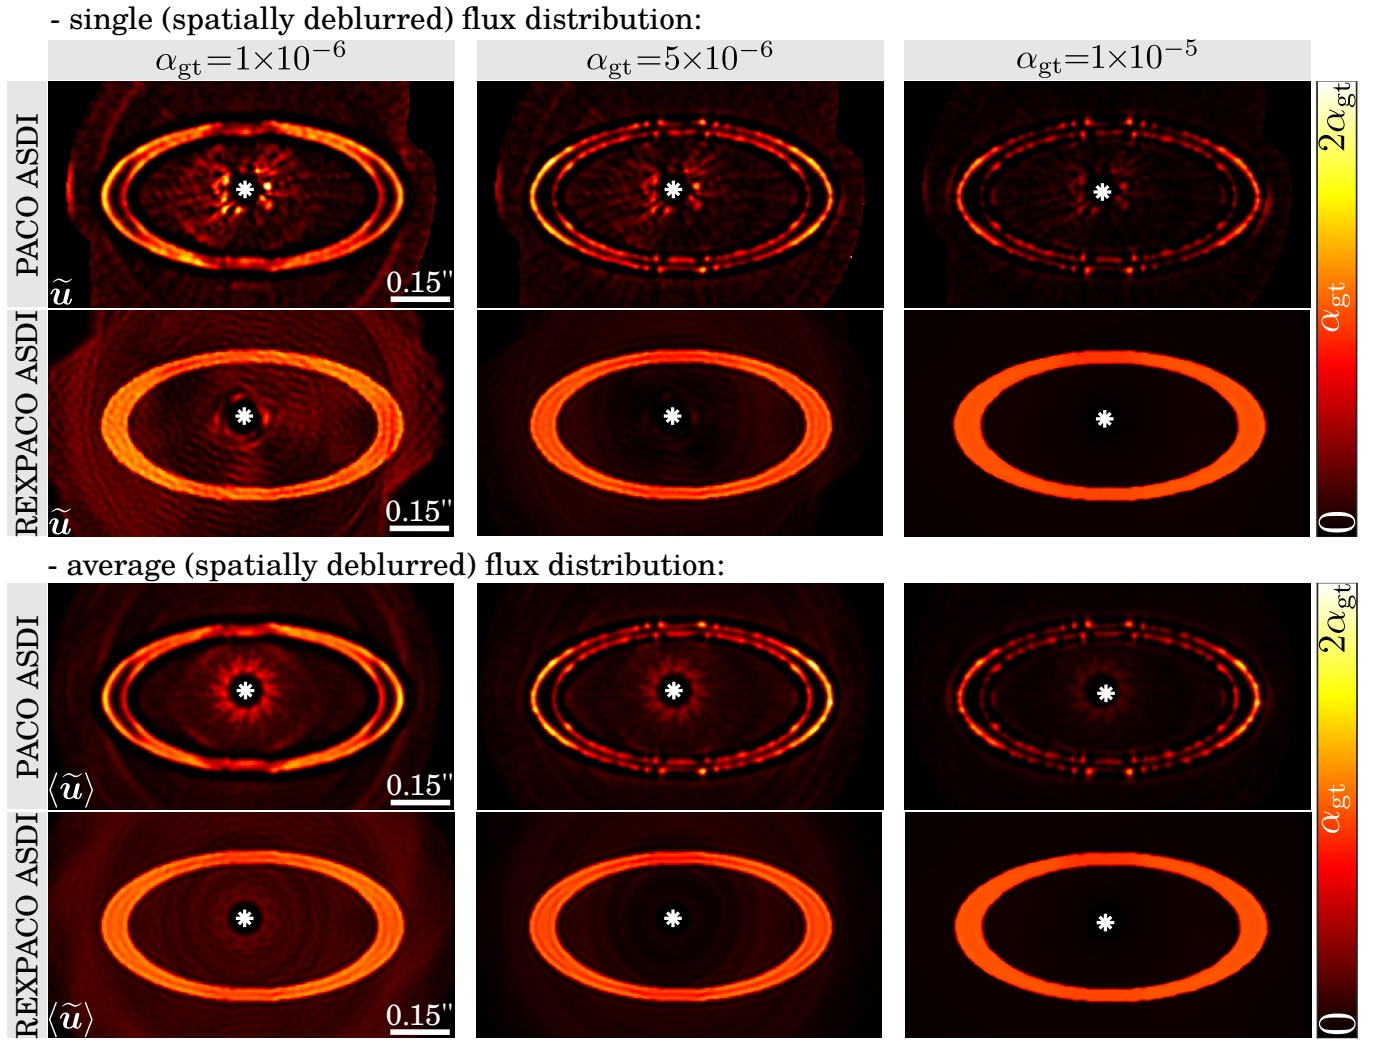 - single (spatially deblurred) flux distribution:
α_gt=1×10⁻⁶
α_gt=5×10⁻⁶
α_gt=1×10⁻⁵
PACO ASDI
ũ
0.15"
REXPACO ASDI
ũ
0.15"
2α_gt
α_gt
0
- average (spatially deblurred) flux distribution:
PACO ASDI
⟨ũ⟩
0.15"
REXPACO ASDI
⟨ũ⟩
0.15"
2α_gt
α_gt
0